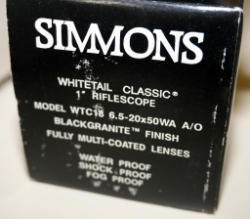 SIMMONS
WHITETAIL CLASSIC®
1" RIFLESCOPE
MODEL WTC16 6.5-20x50WA A/O
BLACKGRANITE™ FINISH
FULLY MULTI-COATED LENSES
WATER PROOF
SHOCK PROOF
FOG PROOF